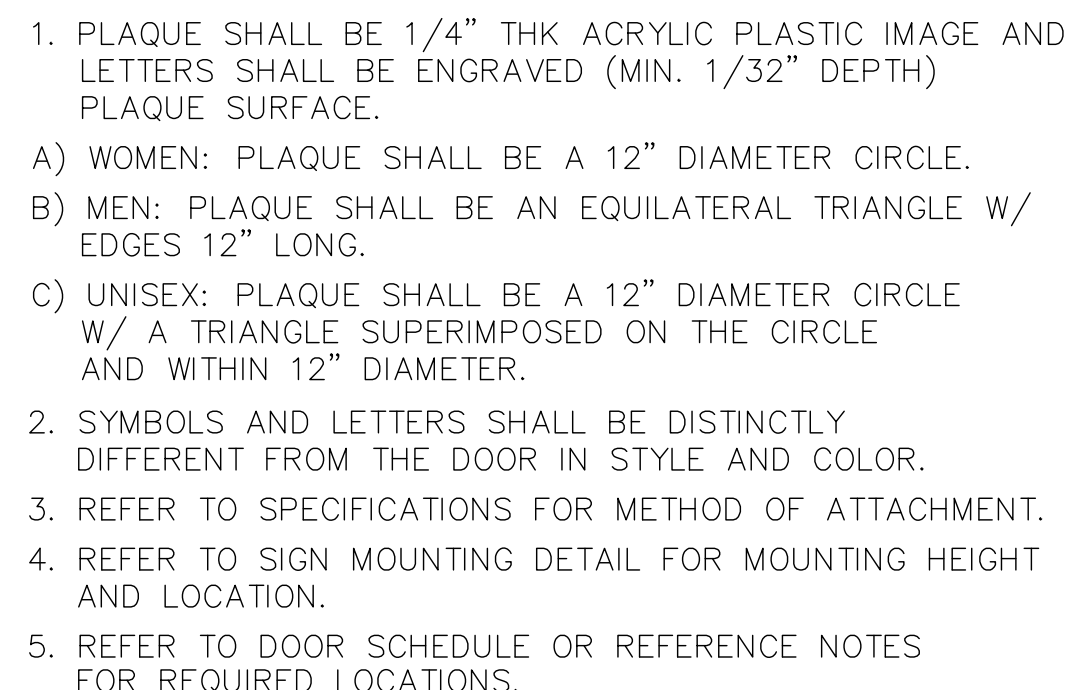 1. PLAQUE SHALL BE 1/4” THK ACRYLIC PLASTIC IMAGE AND
LETTERS SHALL BE ENGRAVED (MIN. 1/32” DEPTH)
PLAQUE SURFACE.
A) WOMEN: PLAQUE SHALL BE A 12” DIAMETER CIRCLE.
B) MEN: PLAQUE SHALL BE AN EQUILATERAL TRIANGLE W/
EDGES 12” LONG.
C) UNISEX: PLAQUE SHALL BE A 12” DIAMETER CIRCLE
W/ A TRIANGLE SUPERIMPOSED ON THE CIRCLE
AND WITHIN 12” DIAMETER.
2. SYMBOLS AND LETTERS SHALL BE DISTINCTLY
DIFFERENT FROM THE DOOR IN STYLE AND COLOR.
3. REFER TO SPECIFICATIONS FOR METHOD OF ATTACHMENT.
4. REFER TO SIGN MOUNTING DETAIL FOR MOUNTING HEIGHT
AND LOCATION.
5. REFER TO DOOR SCHEDULE OR REFERENCE NOTES
FOR REQUIRED LOCATIONS.